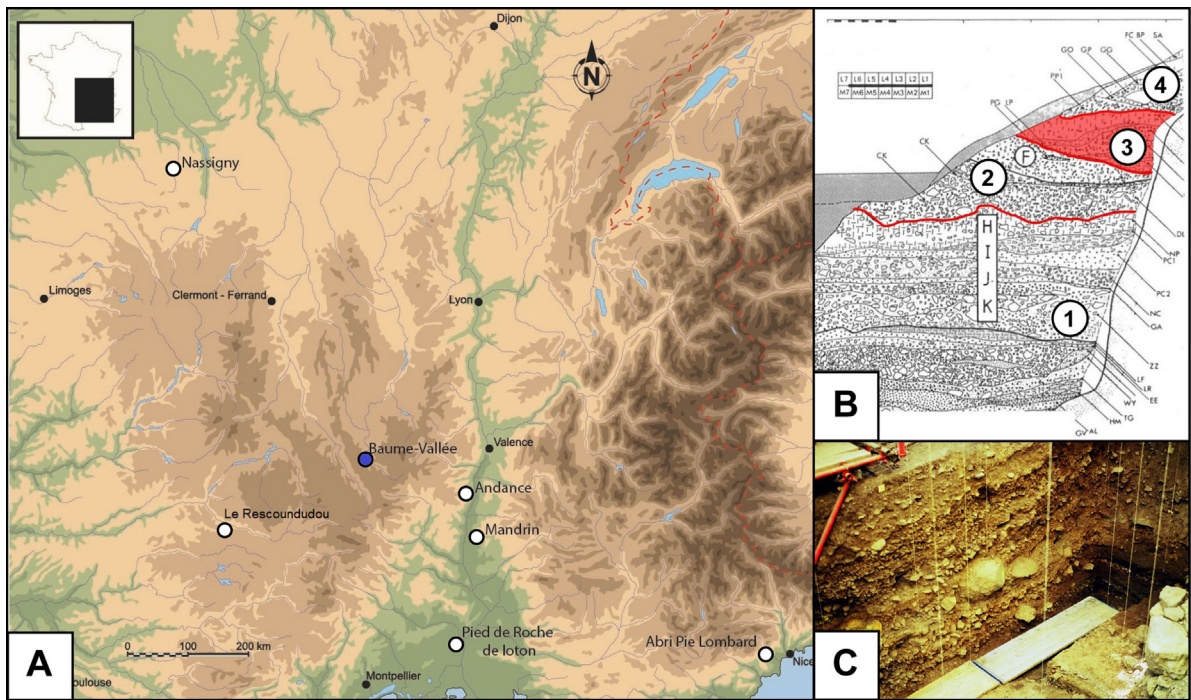 Dijon
N
Nassigny
Limoges
Clermont - Ferrand
Lyon
Baume-Vallée
Valence
Andance
Le Rescoundudou
Mandrin
Pied de Roche
de loton
Abri Pie Lombard
Nice
Montpellier
oulouse
0 100 200 km
A
FC BP SA
GO GP GG
PP1
L7 L6 L5 L4 L3 L2 L1
M7 M6 M5 M4 M3 M2 M1
PG LP
CK
CK
4
3
F
2
H
I
J
K
1
DL
NP
PC1
PC2
NC
GA
ZZ
LF
LR
EE
WY
TG
HM
AL
GV
B
C